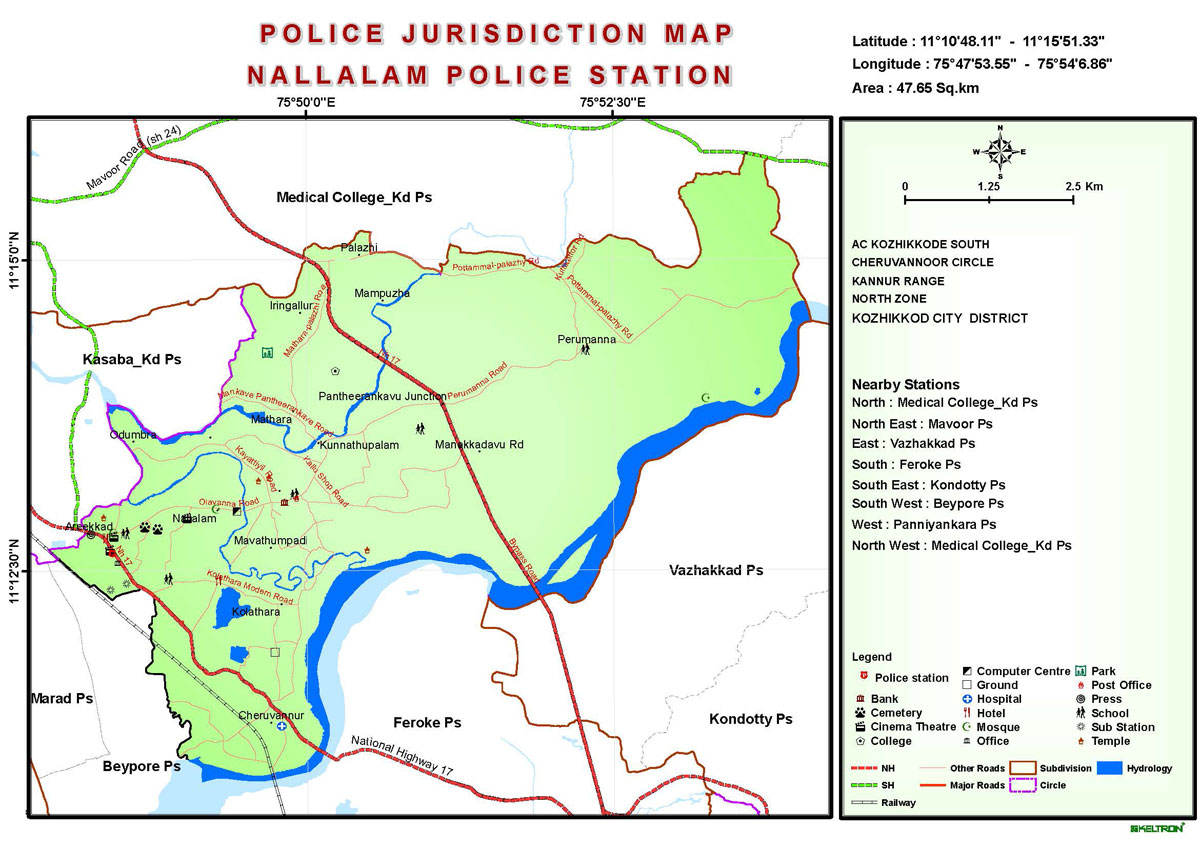 POLICE JURISDICTION MAP
NALLALAM POLICE STATION
Latitude : 11°10'48.11" - 11°15'51.33"
Longitude : 75°47'53.55" - 75°54'6.86"
Area : 47.65 Sq.km
75°50'0"E
75°52'30"E
11°15'0"N
11°12'30"N
Mavoor Road (sh 24)
Medical College_Kd Ps
Palazhi
Pottammal-palazhy Rd
Kunnathur Rd
Pottammal-palazhy Rd
Mampuzha
Iringallur
Mathara-palazhi Road
Perumanna
Nh 17
Kasaba_Kd Ps
Pantheerankavu Junction
Perumanna Road
Mankave Pantheerankave Road
Mathara
Odumbra
Kunnathupalam
Manakkadavu Rd
Kayattiyil Road
Kallu Shop Road
Olavanna Road
Nallalam
Areekkad
Nh 17
Mavathumpadi
Bypass Road
Vazhakkad Ps
Kolathara Modern Road
Kolathara
Marad Ps
Cheruvannur
Feroke Ps
Kondotty Ps
National Highway 17
Beypore Ps
N
W
E
S
0
1.25
2.5 Km
AC KOZHIKKODE SOUTH
CHERUVANNOOR CIRCLE
KANNUR RANGE
NORTH ZONE
KOZHIKKOD CITY DISTRICT
Nearby Stations
North : Medical College_Kd Ps
North East : Mavoor Ps
East : Vazhakkad Ps
South : Feroke Ps
South East : Kondotty Ps
South West : Beypore Ps
West : Panniyankara Ps
North West : Medical College_Kd Ps
Legend
Police station
Bank
Cemetery
Cinema Theatre
College
Computer Centre
Ground
Hospital
Hotel
Mosque
Office
Park
Post Office
Press
School
Sub Station
Temple
NH
SH
Railway
Other Roads
Major Roads
Subdivision
Circle
Hydrology
KELTRON